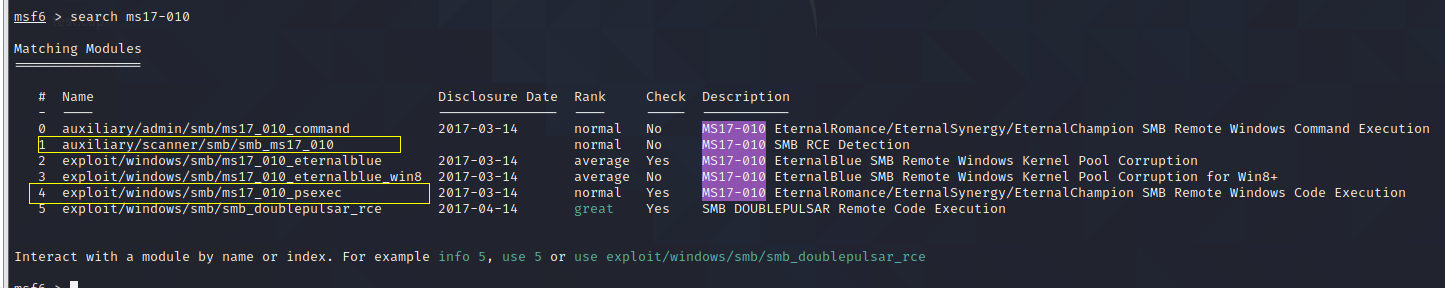 msf6 > search ms17-010
Matching Modules
================
# Name Disclosure Date Rank Check Description
- ---- --------------- ---- ----- -----------
0 auxiliary/admin/smb/ms17_010_command 2017-03-14 normal No MS17-010 EternalRomance/EternalSynergy/EternalChampion SMB Remote Windows Command Execution
1 auxiliary/scanner/smb/smb_ms17_010 normal No MS17-010 SMB RCE Detection
2 exploit/windows/smb/ms17_010_eternalblue 2017-03-14 average Yes MS17-010 EternalBlue SMB Remote Windows Kernel Pool Corruption
3 exploit/windows/smb/ms17_010_eternalblue_win8 2017-03-14 average No MS17-010 EternalBlue SMB Remote Windows Kernel Pool Corruption for Win8+
4 exploit/windows/smb/ms17_010_psexec 2017-03-14 normal Yes MS17-010 EternalRomance/EternalSynergy/EternalChampion SMB Remote Windows Code Execution
5 exploit/windows/smb/smb_doublepulsar_rce 2017-04-14 great Yes SMB DOUBLEPULSAR Remote Code Execution
Interact with a module by name or index. For example info 5, use 5 or use exploit/windows/smb/smb_doublepulsar_rce
msf6 >